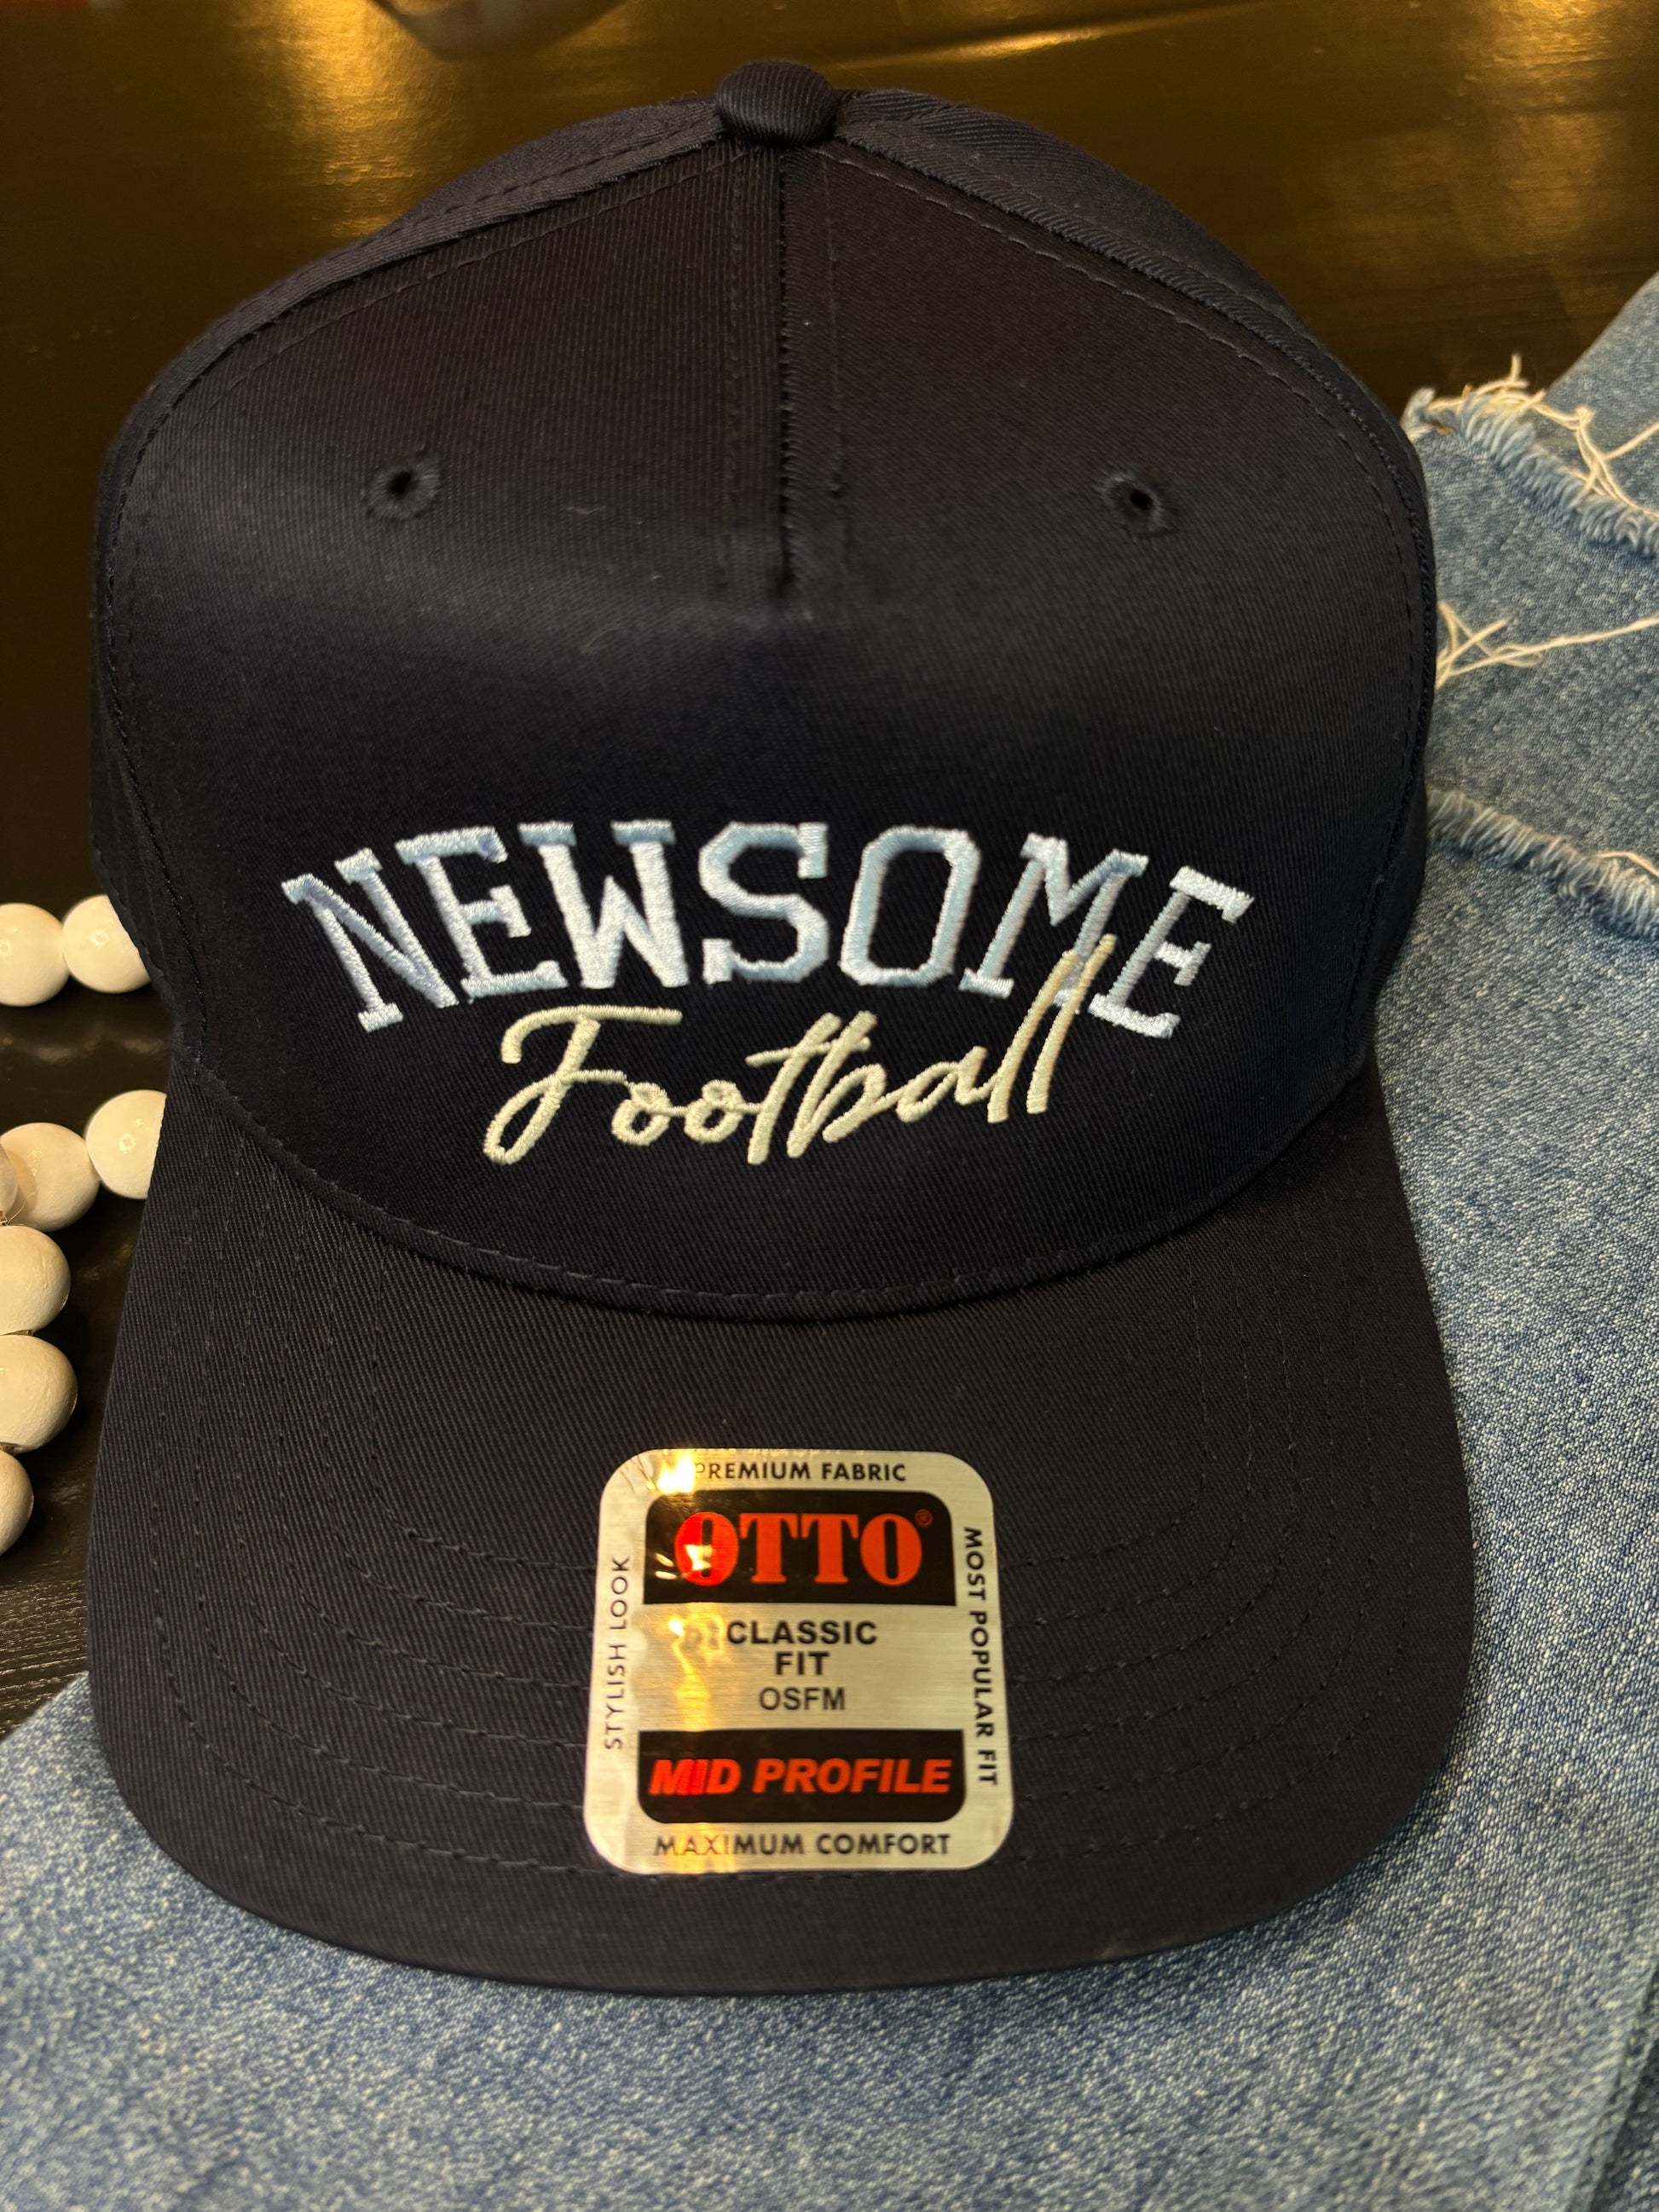 NEWSOME
Football
PREMIUM FABRIC
OTTO®
CLASSIC
FIT
OSFM
MID PROFILE
MAXIMUM COMFORT
STYLISH LOOK
MOST POPULAR FIT